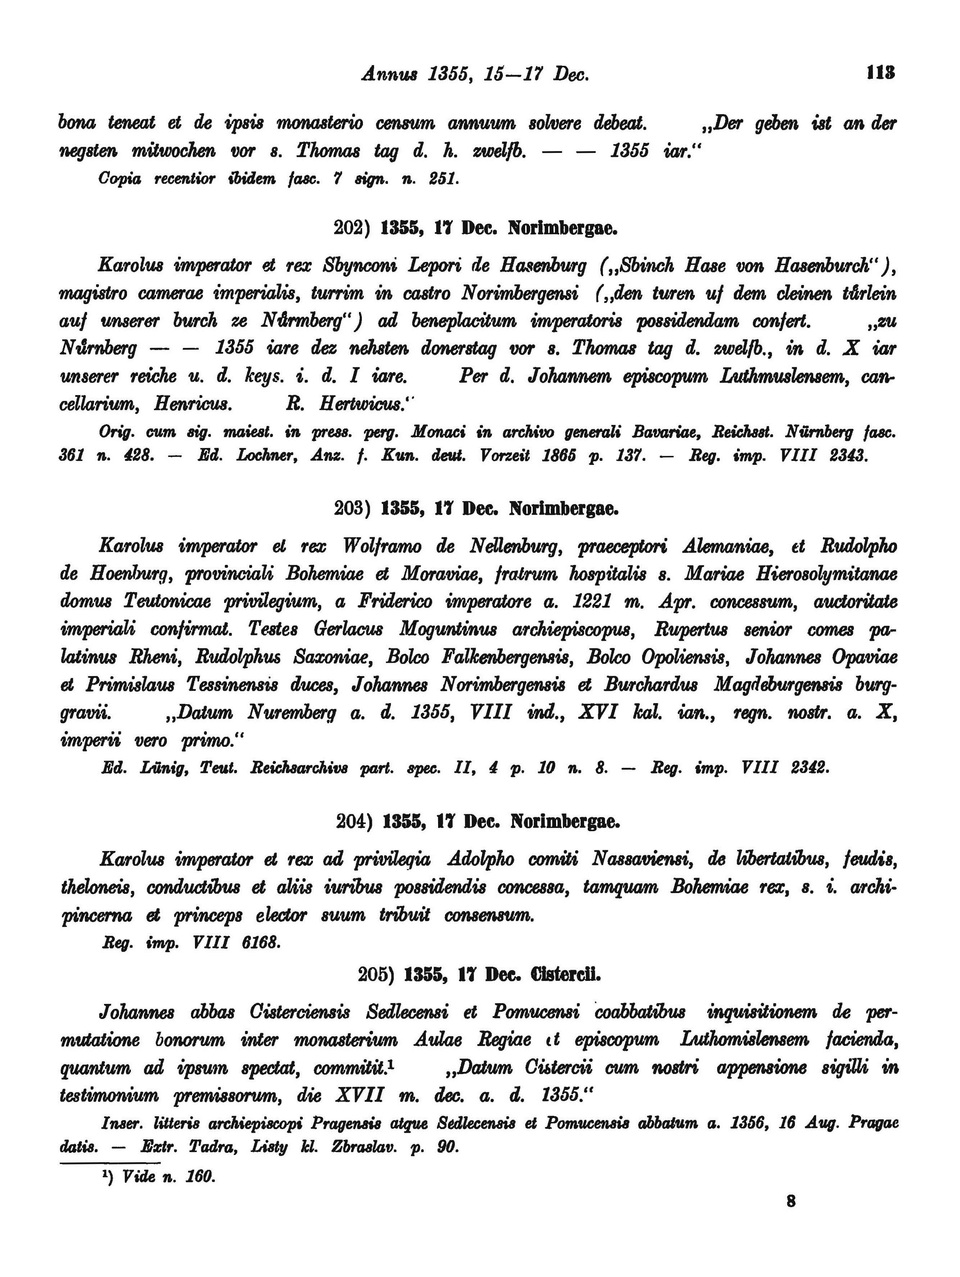 Annus 1355, 15—17 Dec. 113
bona teneat et de ipsis monasterio censum annuum solvere debeat. „Der geben ist an der
negsten mitwochen vor s. Thomas tag d. h. zwelfb. — — 1355 iar.“
Copia recentior ibidem fasc. 7 sign. n. 251.
202) 1355, 17 Dec. Norimbergae.
Karolus imperator et rex Sbynconi Lepori de Hasenburg („Sbinch Hase von Hasenburch“),
magistro camerae imperialis, turrim in castro Norimbergensi („den turen uf dem cleinen tůrlein
auf unserer burch ze Nůrmberg“) ad beneplacitum imperatoris possidendam confert. „zu
Nůrnberg — — 1355 iare dez nehsten donerstag vor s. Thomas tag d. zwelfb., in d. X iar
unserer reiche u. d. keys. i. d. I iare. Per d. Johannem episcopum Luthmuslensem, can-
cellarium, Henricus. R. Hertwicus.“
Orig. cum sig. maiest. in press. perg. Monaci in archivo generali Bavariae, Reichsst. Nürnberg fasc.
361 n. 428. — Ed. Lochner, Anz. f. Kun. deut. Vorzeit 1865 p. 137. — Reg. imp. VIII 2343.
203) 1355, 17 Dec. Norimbergae.
Karolus imperator et rex Wolframo de Nellenburg, praeceptori Alemaniae, et Rudolpho
de Hoenburg, provinciali Bohemiae et Moraviae, fratrum hospitalis s. Mariae Hierosolymitanae
domus Teutonicae privilegium, a Friderico imperatore a. 1221 m. Apr. concessum, auctoritate
imperiali confirmat. Testes Gerlacus Moguntinus archiepiscopus, Rupertus senior comes pa-
latinus Rheni, Rudolphus Saxoniae, Bolco Falkenbergensis, Bolco Opoliensis, Johannes Opaviae
et Primislaus Tessinensis duces, Johannes Norimbergensis et Burchardus Magdeburgensis burg-
gravii. „Datum Nuremberg a. d. 1355, VIII ind., XVI kal. ian., regn. nostr. a. X,
imperii vero primo.“
Ed. Lünig, Teut. Reichsarchivs part. spec. II, 4 p. 10 n. 8. — Reg. imp. VIII 2342.
204) 1355, 17 Dec. Norimbergae.
Karolus imperator et rex ad privilegia Adolpho comiti Nassaviensi, de libertatibus, feudis,
theloneis, conductibus et aliis iuribus possidendis concessa, tamquam Bohemiae rex, s. i. archi-
pincerna et princeps elector suum tribuit consensum.
Reg. imp. VIII 6168.
205) 1355, 17 Dec. Cistercii.
Johannes abbas Cisterciensis Sedlecensi et Pomucensi coabbatibus inquisitionem de per-
mutatione bonorum inter monasterium Aulae Regiae et episcopum Luthomislensem facienda,
quantum ad ipsum spectat, commitit.¹ „Datum Cistercii cum nostri appensione sigilli in
testimonium premissorum, die XVII m. dec. a. d. 1355.“
Inser. litteris archiepiscopi Pragensis atque Sedlecensis et Pomucensis abbatum a. 1356, 16 Aug. Pragae
datis. — Extr. Tadra, Listy kl. Zbraslav. p. 90.
¹) Vide n. 160.
8